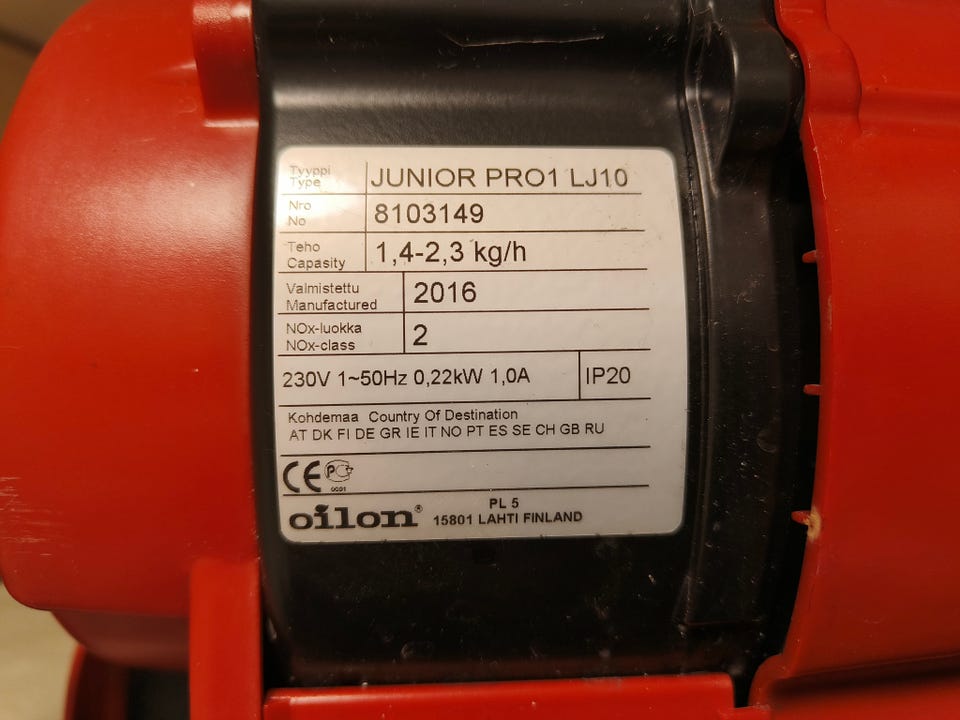 Tyyppi
Type
JUNIOR PRO1 LJ10
Nro
No
8103149
Teho
Capasity
1,4-2,3 kg/h
Valmistettu
Manufactured
2016
NOx-luokka
NOx-class
2
230V 1~50Hz 0,22kW 1,0A IP20
Kohdemaa Country Of Destination
AT DK FI DE GR IE IT NO PT ES SE CH GB RU
CE
0001
oilon®
PL 5
15801 LAHTI FINLAND